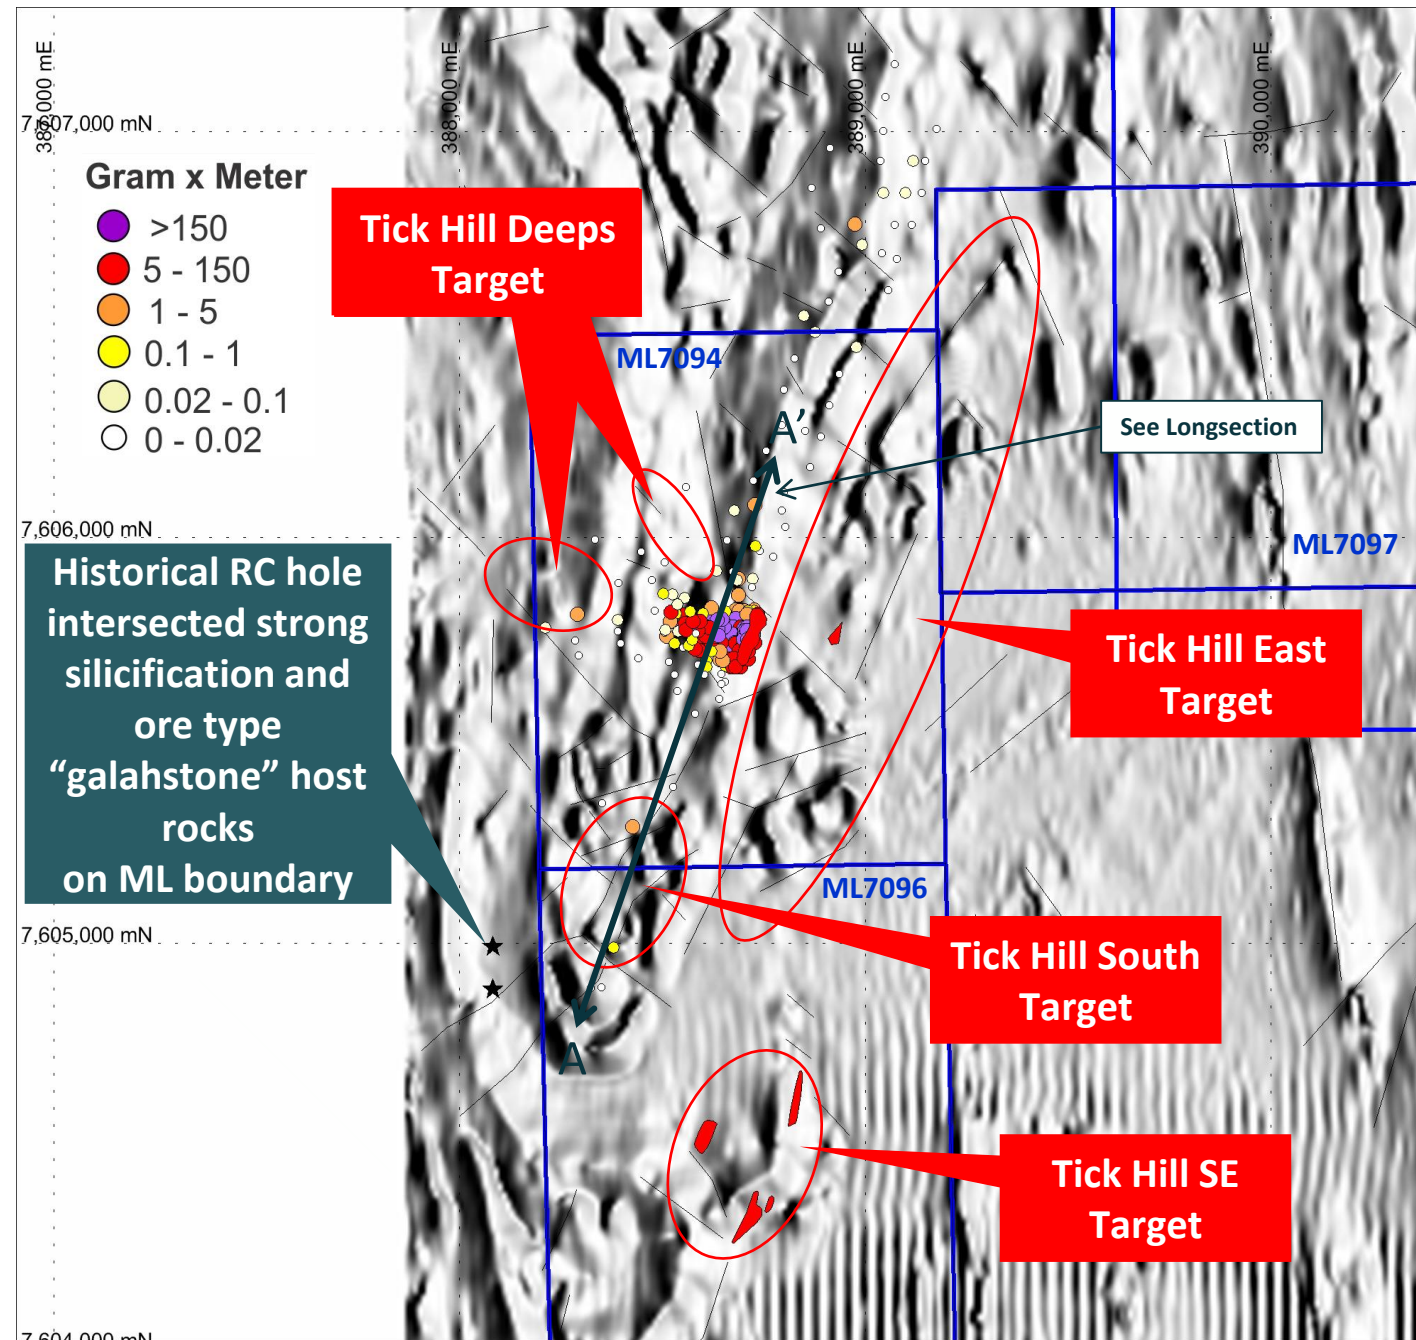 387,000 mE
388,000 mE
389,000 mE
390,000 mE
7,607,000 mN
Gram x Meter
>150
5 - 150
1 - 5
0.1 - 1
0.02 - 0.1
0 - 0.02
Tick Hill Deeps
Target
ML7094
A'
See Longsection
7,606,000 mN
ML7097
Historical RC hole
intersected strong
silicification and
ore type
“galahstone” host
rocks
on ML boundary
Tick Hill East
Target
ML7096
7,605,000 mN
Tick Hill South
Target
A
Tick Hill SE
Target
7,604,000 mN